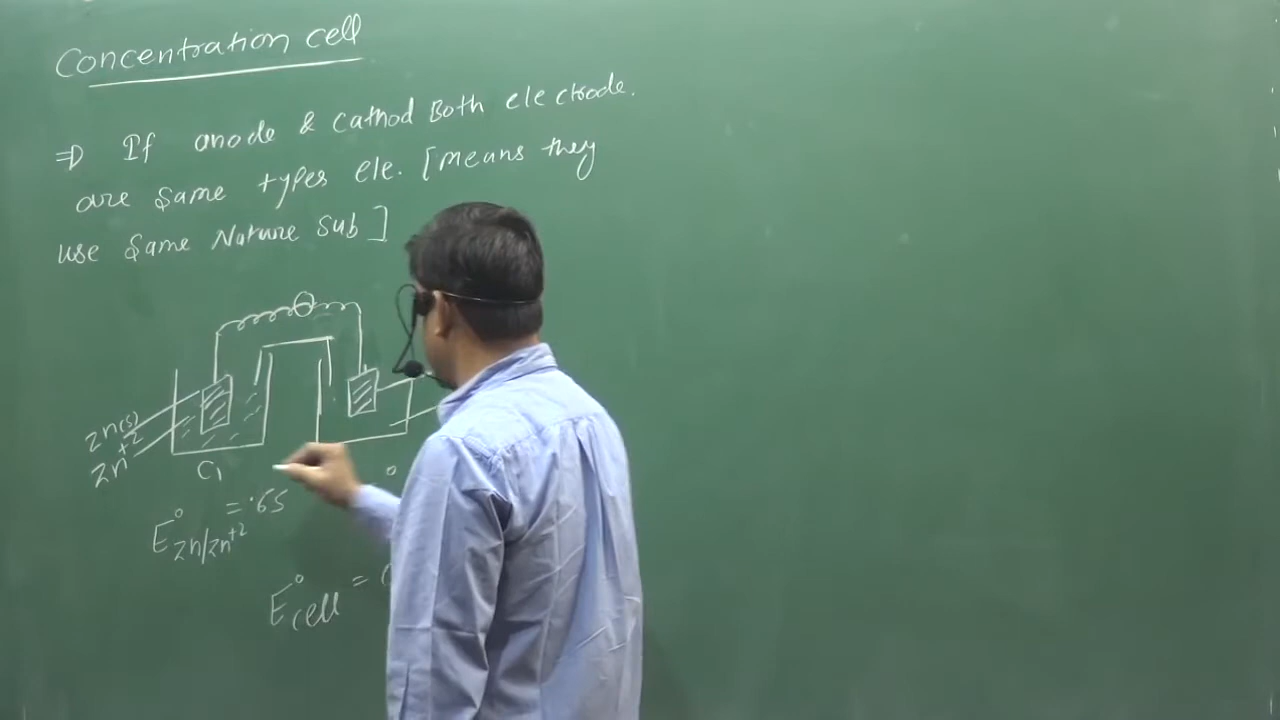 Concentration cell
⇒ If anode & Cathod Both electrode.
are Same types ele. [means they
use Same Nature Sub]
Zn(s)
Zn+2
C1
E°Zn/Zn+2 = .65
E°cell =